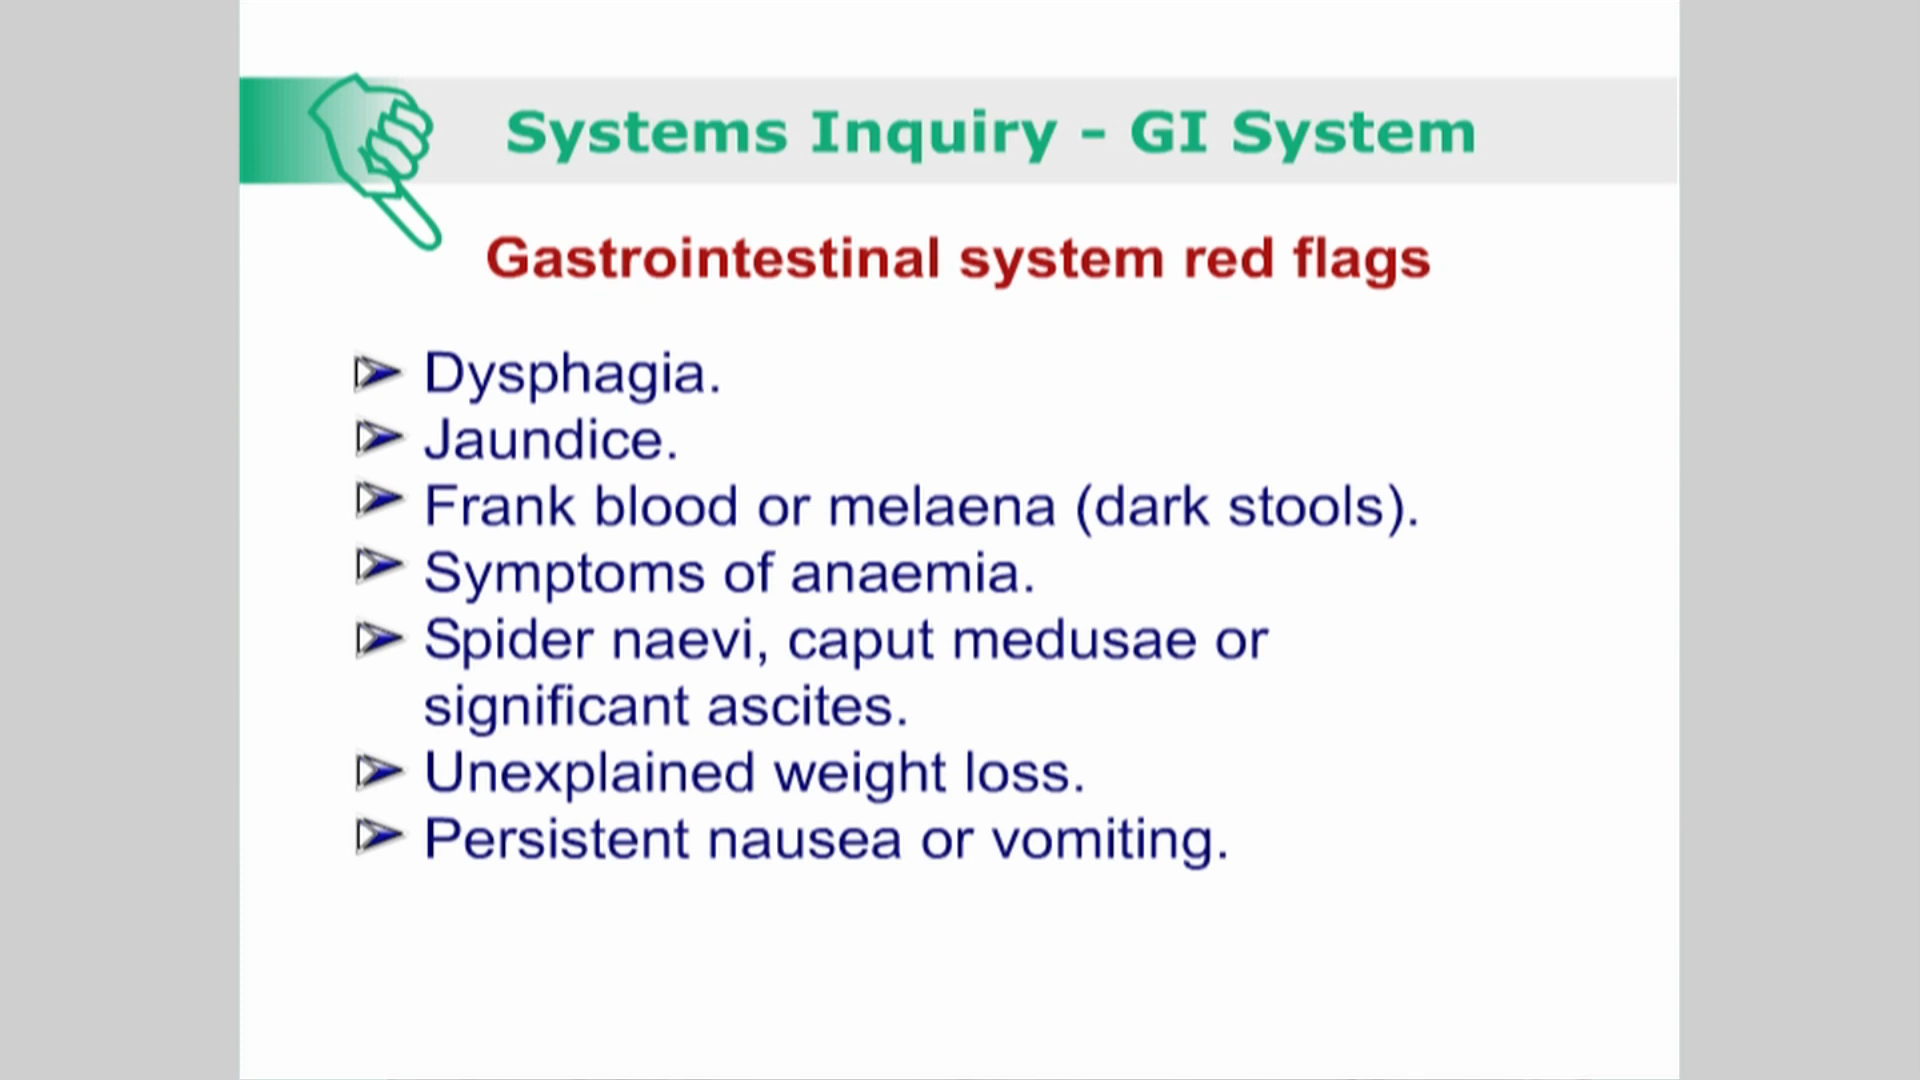 Systems Inquiry - GI System
Gastrointestinal system red flags
Dysphagia.
Jaundice.
Frank blood or melaena (dark stools).
Symptoms of anaemia.
Spider naevi, caput medusae or
significant ascites.
Unexplained weight loss.
Persistent nausea or vomiting.